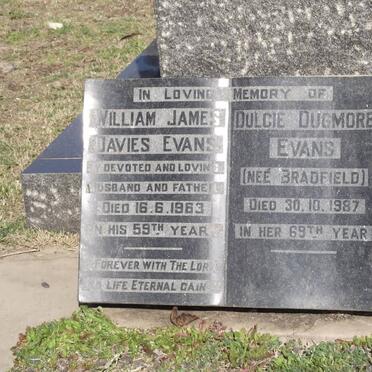 IN LOVING MEMORY OF
WILLIAM JAMES
DAVIES EVANS
DEVOTED AND LOVING
HUSBAND AND FATHER
DIED 16.6.1963
IN HIS 59TH YEAR
FOREVER WITH THE LORD
LIFE ETERNAL GAIN
DULCIE DUGMORE
EVANS
(NEÉ BRADFIELD)
DIED 30.10.1987
IN HER 69TH YEAR